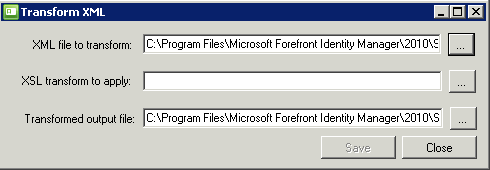 Transform XML
XML file to transform: C:\Program Files\Microsoft Forefront Identity Manager\2010\S ...
XSL transform to apply: ...
Transformed output file: C:\Program Files\Microsoft Forefront Identity Manager\2010\S ...
Save Close